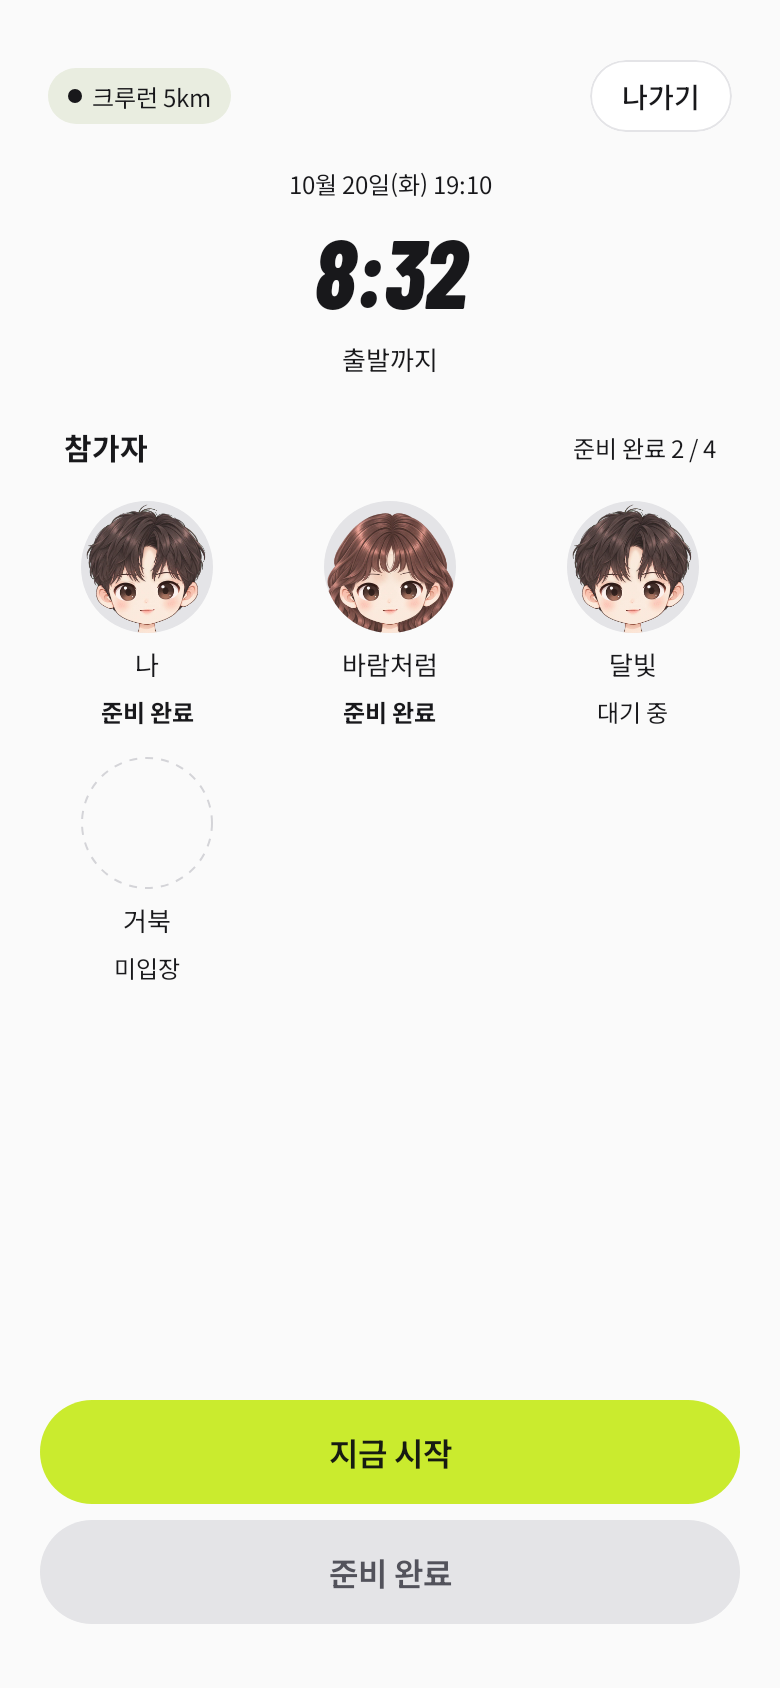 크루런 5km
나가기
10월 20일(화) 19:10
8:32
출발까지
참가자
준비 완료 2 / 4
나
바람처럼
달빛
준비 완료
준비 완료
대기 중
거북
미입장
지금 시작
준비 완료